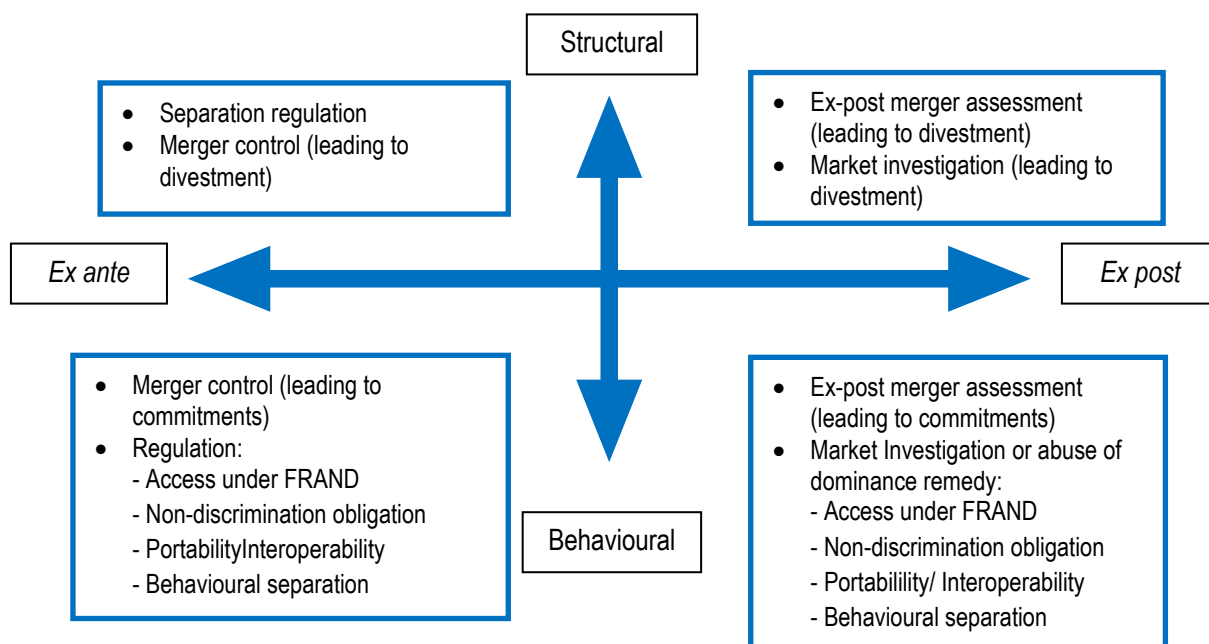 Structural
• Separation regulation
• Merger control (leading to
divestment)
• Ex-post merger assessment
(leading to divestment)
• Market investigation (leading to
divestment)
Ex ante
Ex post
• Merger control (leading to
commitments)
• Regulation:
- Access under FRAND
- Non-discrimination obligation
- PortabilityInteroperability
- Behavioural separation
Behavioural
• Ex-post merger assessment
(leading to commitments)
• Market Investigation or abuse of
dominance remedy:
- Access under FRAND
- Non-discrimination obligation
- Portabilility/ Interoperability
- Behavioural separation